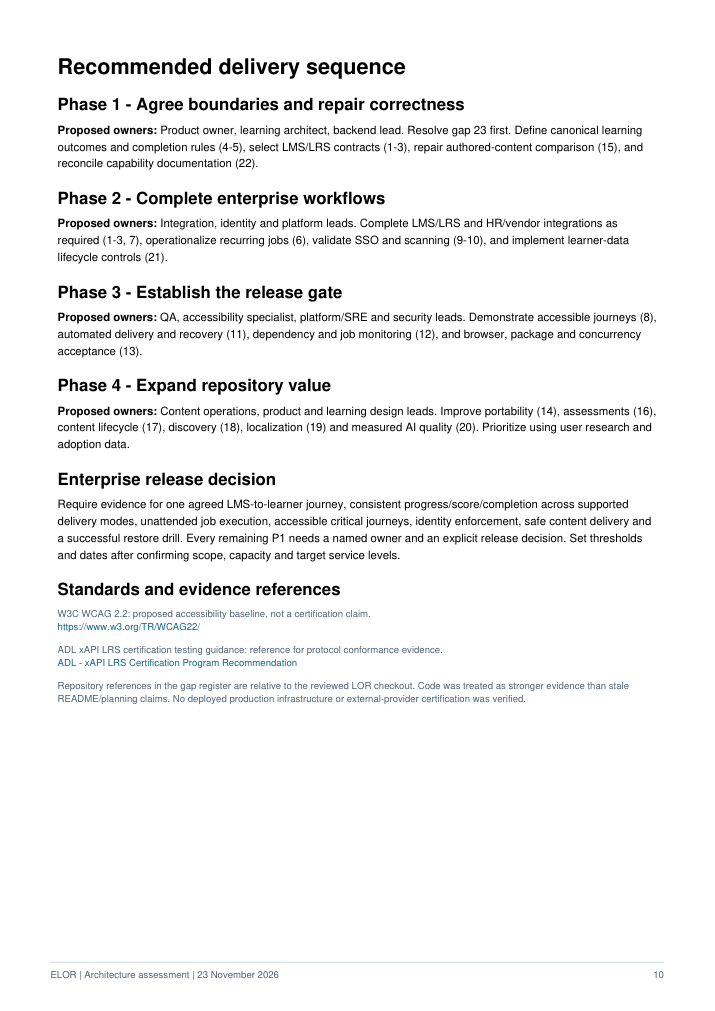 Recommended delivery sequence
Phase 1 - Agree boundaries and repair correctness
Proposed owners: Product owner, learning architect, backend lead. Resolve gap 23 first. Define canonical learning
outcomes and completion rules (4-5), select LMS/LRS contracts (1-3), repair authored-content comparison (15), and
reconcile capability documentation (22).
Phase 2 - Complete enterprise workflows
Proposed owners: Integration, identity and platform leads. Complete LMS/LRS and HR/vendor integrations as
required (1-3, 7), operationalize recurring jobs (6), validate SSO and scanning (9-10), and implement learner-data
lifecycle controls (21).
Phase 3 - Establish the release gate
Proposed owners: QA, accessibility specialist, platform/SRE and security leads. Demonstrate accessible journeys (8),
automated delivery and recovery (11), dependency and job monitoring (12), and browser, package and concurrency
acceptance (13).
Phase 4 - Expand repository value
Proposed owners: Content operations, product and learning design leads. Improve portability (14), assessments (16),
content lifecycle (17), discovery (18), localization (19) and measured AI quality (20). Prioritize using user research and
adoption data.
Enterprise release decision
Require evidence for one agreed LMS-to-learner journey, consistent progress/score/completion across supported
delivery modes, unattended job execution, accessible critical journeys, identity enforcement, safe content delivery and
a successful restore drill. Every remaining P1 needs a named owner and an explicit release decision. Set thresholds
and dates after confirming scope, capacity and target service levels.
Standards and evidence references
W3C WCAG 2.2: proposed accessibility baseline, not a certification claim.
https://www.w3.org/TR/WCAG22/
ADL xAPI LRS certification testing guidance: reference for protocol conformance evidence.
ADL - xAPI LRS Certification Program Recommendation
Repository references in the gap register are relative to the reviewed LOR checkout. Code was treated as stronger evidence than stale
README/planning claims. No deployed production infrastructure or external-provider certification was verified.
ELOR | Architecture assessment | 23 November 2026
10